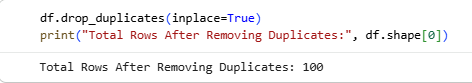 df.drop_duplicates(inplace=True)
print("Total Rows After Removing Duplicates:", df.shape[0])
Total Rows After Removing Duplicates: 100